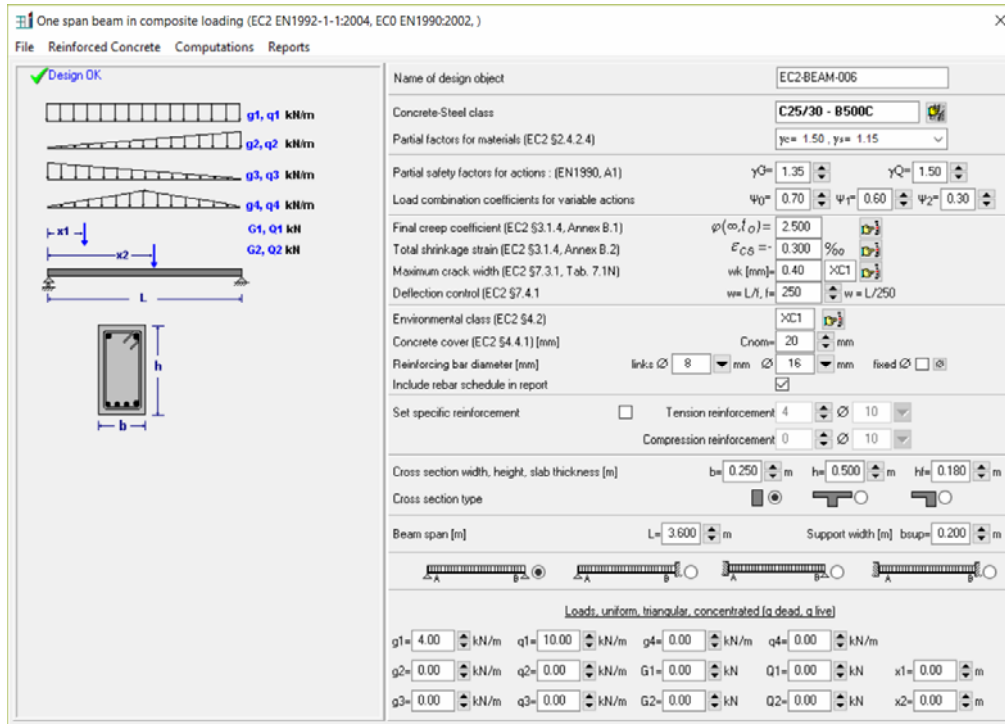 One span beam in composite loading (EC2 EN1992-1-1:2004, EC0 EN1990:2002, )
File Reinforced Concrete Computations Reports
Design OK
g1, q1 kN/m
g2, q2 kN/m
g3, q3 kN/m
g4, q4 kN/m
x1 G1, Q1 kN
x2 G2, Q2 kN
L
h
b
Name of design object EC2-BEAM-006
Concrete-Steel class C25/30 - B500C
Partial factors for materials (EC2 §2.4.2.4) γc= 1.50 , γs= 1.15
Partial safety factors for actions : (EN1990, A1) γG= 1.35 γQ= 1.50
Load combination coefficients for variable actions Ψ0= 0.70 Ψ1= 0.60 Ψ2= 0.30
Final creep coefficient (EC2 §3.1.4, Annex B.1) φ(∞,to)= 2.500
Total shrinkage strain (EC2 §3.1.4, Annex B.2) εcs =- 0.300 ‰
Maximum crack width (EC2 §7.3.1, Tab. 7.1N) wk [mm]= 0.40 XC1
Deflection control (EC2 §7.4.1 w= L/f, f= 250 w = L/250
Environmental class (EC2 §4.2) XC1
Concrete cover (EC2 §4.4.1) [mm] Cnom= 20 mm
Reinforcing bar diameter [mm] links ∅ 8 mm ∅ 16 mm fixed ∅ ∅
Include rebar schedule in report
Set specific reinforcement Tension reinforcement 4 ∅ 10
Compression reinforcement 0 ∅ 10
Cross section width, height, slab thickness [m] b= 0.250 m h= 0.500 m hf= 0.180 m
Cross section type
Beam span [m] L= 3.600 m Support width [m] bsup= 0.200 m
A B A B A B A B
Loads, uniform, triangular, concentrated (g dead, q live)
g1= 4.00 kN/m q1= 10.00 kN/m g4= 0.00 kN/m q4= 0.00 kN/m
g2= 0.00 kN/m q2= 0.00 kN/m G1= 0.00 kN Q1= 0.00 kN x1= 0.00 m
g3= 0.00 kN/m q3= 0.00 kN/m G2= 0.00 kN Q2= 0.00 kN x2= 0.00 m